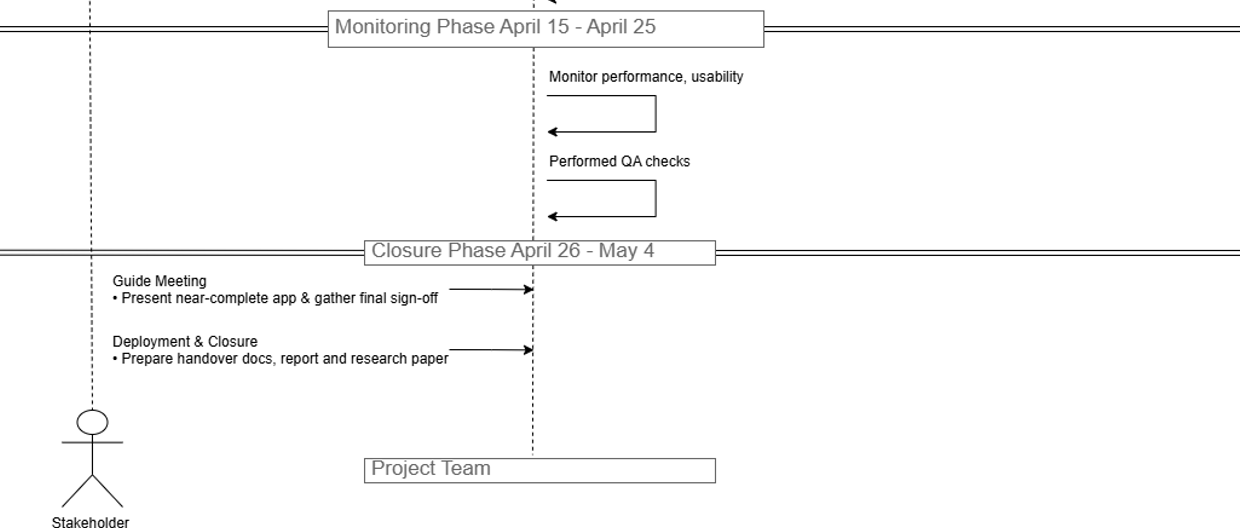 Monitoring Phase April 15 - April 25
Monitor performance, usability
Performed QA checks
Closure Phase April 26 - May 4
Guide Meeting
• Present near-complete app & gather final sign-off
Deployment & Closure
• Prepare handover docs, report and research paper
Project Team
Stakeholder